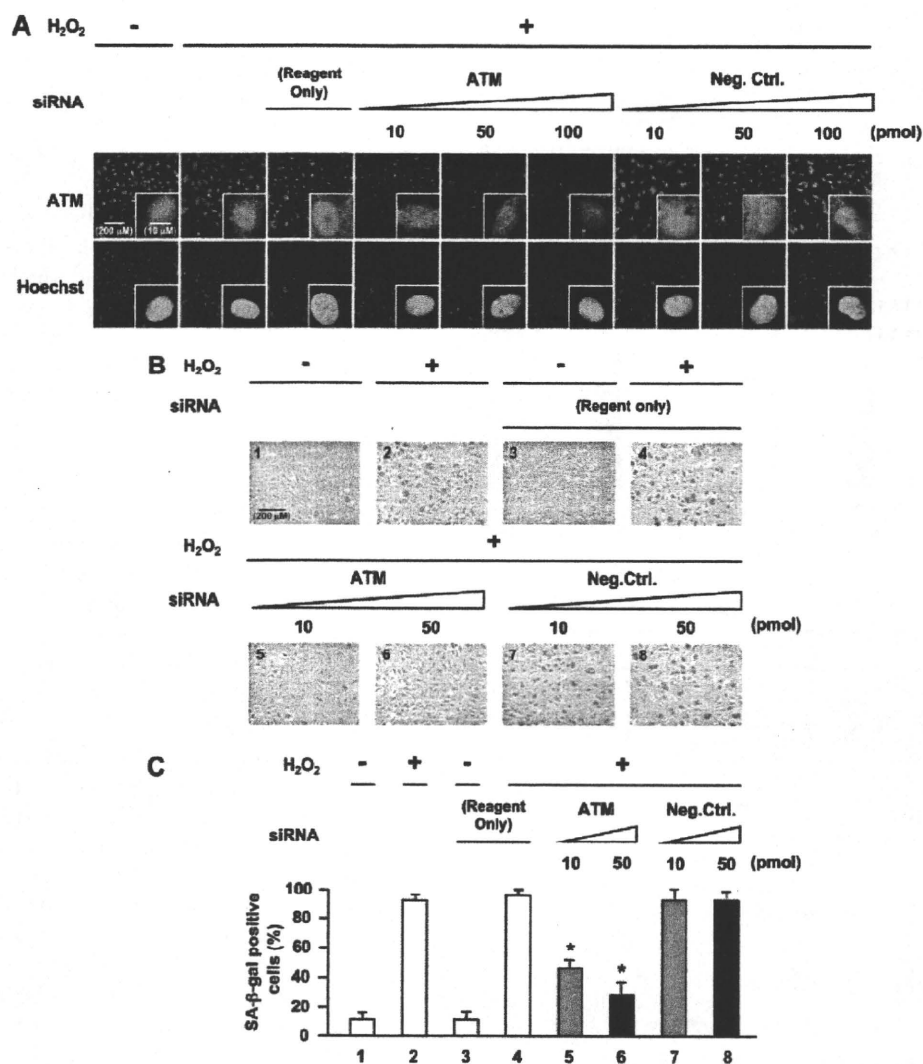 A H₂O₂ - +
(Reagent Only) ATM Neg. Ctrl.
siRNA
10 50 100 10 50 100 (pmol)
ATM
(200 μM) (10 μM)
Hoechst
B H₂O₂ - + - +
siRNA (Regent only)
1 2 3 4
(200 μM)
H₂O₂ +
ATM Neg.Ctrl.
siRNA
10 50 10 50 (pmol)
5 6 7 8
C H₂O₂ - + - +
(Reagent Only) ATM Neg.Ctrl.
siRNA
10 50 10 50 (pmol)
SA-β-gal positive cells (%)
100
80
60
40
20
0
* *
1 2 3 4 5 6 7 8